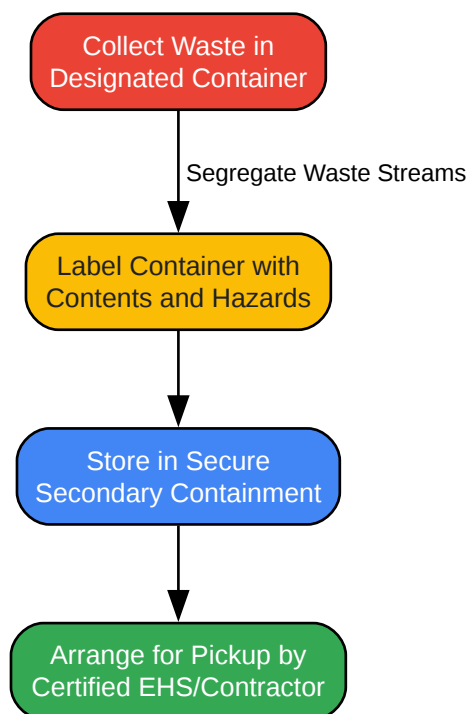 Collect Waste in
Designated Container
Segregate Waste Streams
Label Container with
Contents and Hazards
Store in Secure
Secondary Containment
Arrange for Pickup by
Certified EHS/Contractor